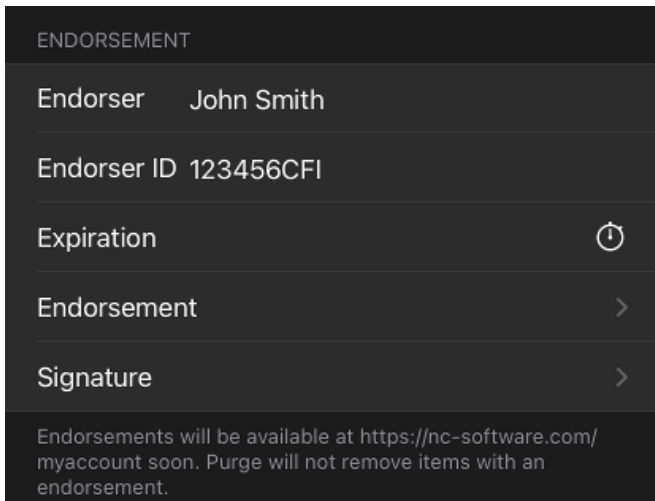 ENDORSEMENT
Endorser John Smith
Endorser ID 123456CFI
Expiration
Endorsement
Signature
Endorsements will be available at https://nc-software.com/
myaccount soon. Purge will not remove items with an
endorsement.